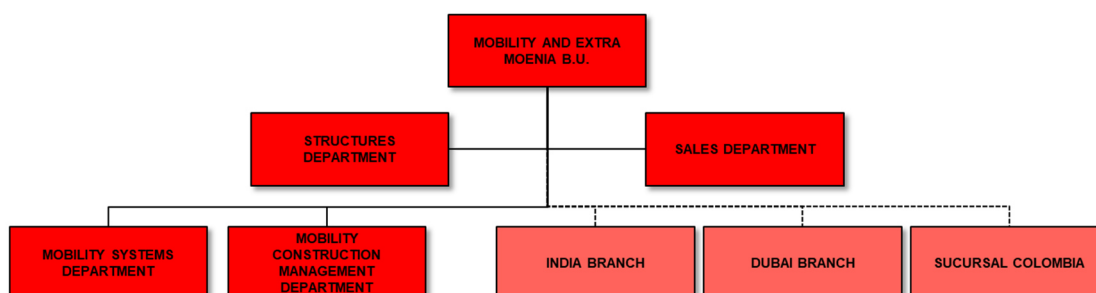 MOBILITY AND EXTRA
MOENIA B.U.
STRUCTURES
DEPARTMENT
SALES DEPARTMENT
MOBILITY SYSTEMS
DEPARTMENT
MOBILITY
CONSTRUCTION
MANAGEMENT
DEPARTMENT
INDIA BRANCH
DUBAI BRANCH
SUCURSAL COLOMBIA